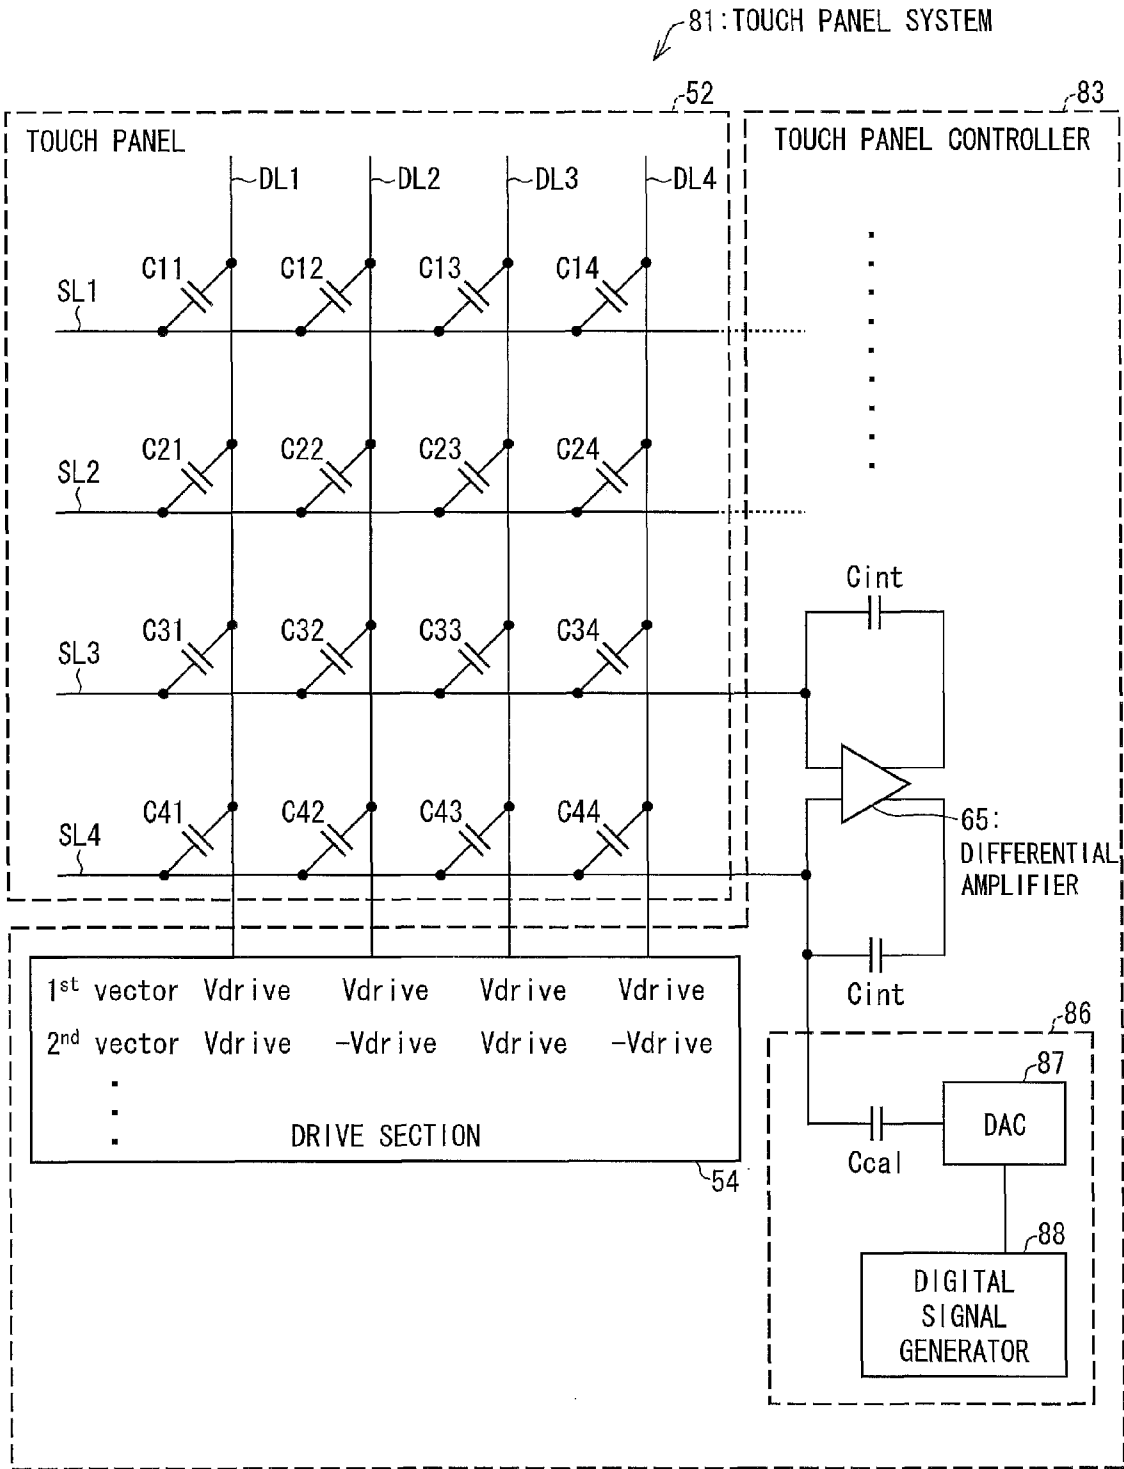 81:TOUCH PANEL SYSTEM
52
83
TOUCH PANEL
TOUCH PANEL CONTROLLER
DL1
DL2
DL3
DL4
C11
C12
C13
C14
SL1
C21
C22
C23
C24
SL2
Cint
C31
C32
C33
C34
SL3
C41
C42
C43
C44
SL4
65:
DIFFERENTIAL
AMPLIFIER
Cint
1st vector Vdrive Vdrive Vdrive Vdrive
2nd vector Vdrive -Vdrive Vdrive -Vdrive
DRIVE SECTION
54
86
87
DAC
Ccal
88
DIGITAL
SIGNAL
GENERATOR